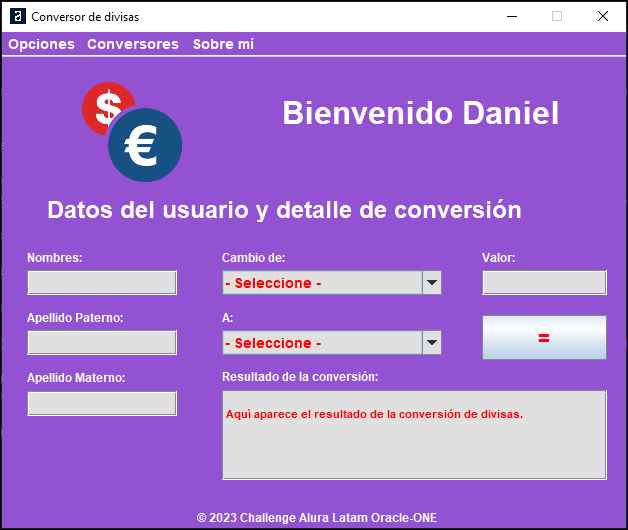 Conversor de divisas
Opciones Conversores Sobre mí
$
€
Bienvenido Daniel
Datos del usuario y detalle de conversión
Nombres:
Cambio de:
Valor:
- Seleccione -
Apellido Paterno:
A:
- Seleccione -
=
Apellido Materno:
Resultado de la conversión:
Aquí aparece el resultado de la conversión de divisas.
© 2023 Challenge Alura Latam Oracle-ONE